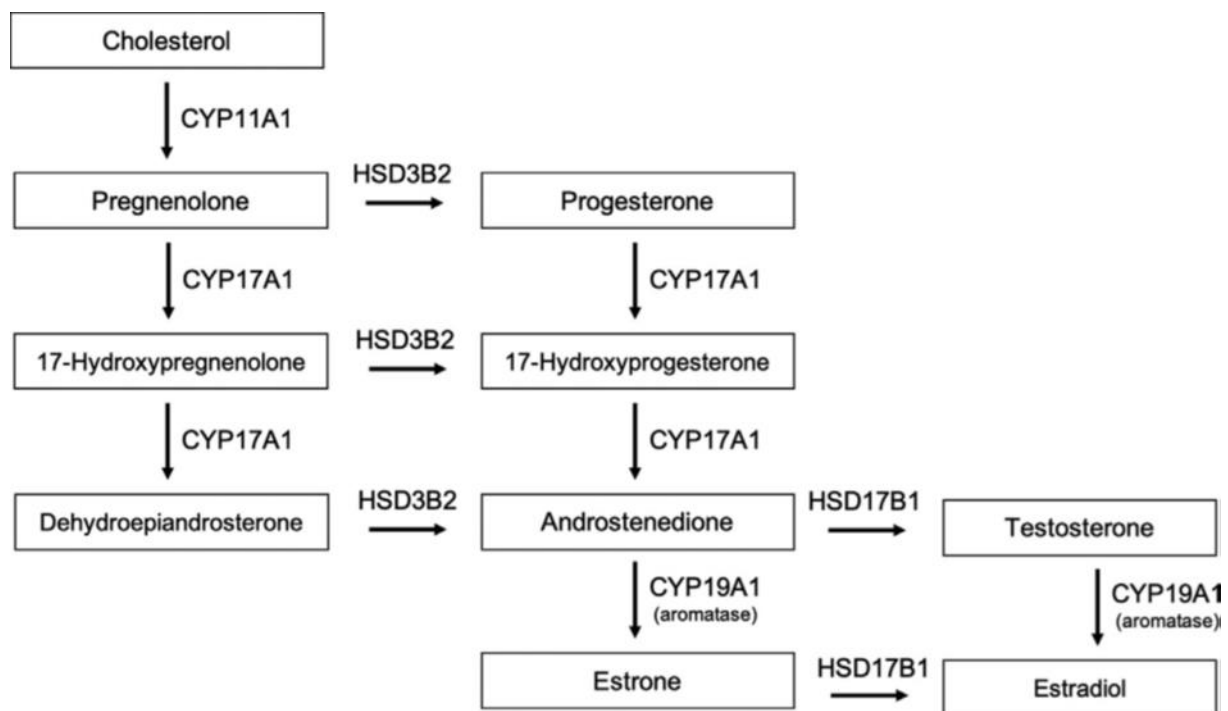 Cholesterol
CYP11A1
HSD3B2
Pregnenolone
Progesterone
CYP17A1
CYP17A1
HSD3B2
17-Hydroxypregnenolone
17-Hydroxyprogesterone
CYP17A1
CYP17A1
HSD3B2
HSD17B1
Dehydroepiandrosterone
Androstenedione
Testosterone
CYP19A1
(aromatase)
CYP19A1
(aromatase)
HSD17B1
Estrone
Estradiol